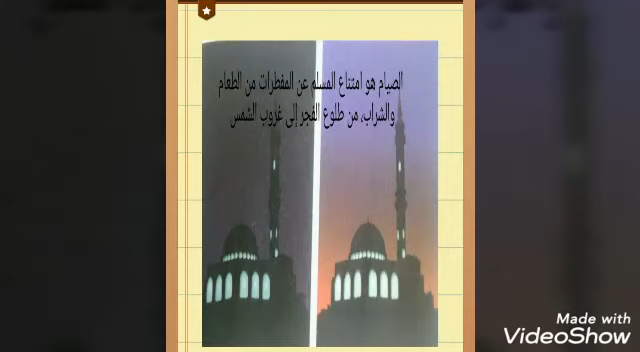 الصيام هو امتناع المسلم عن المفطرات من الطعام
والشراب، من طلوع الفجر إلى غروب الشمس
Made with
VideoShow